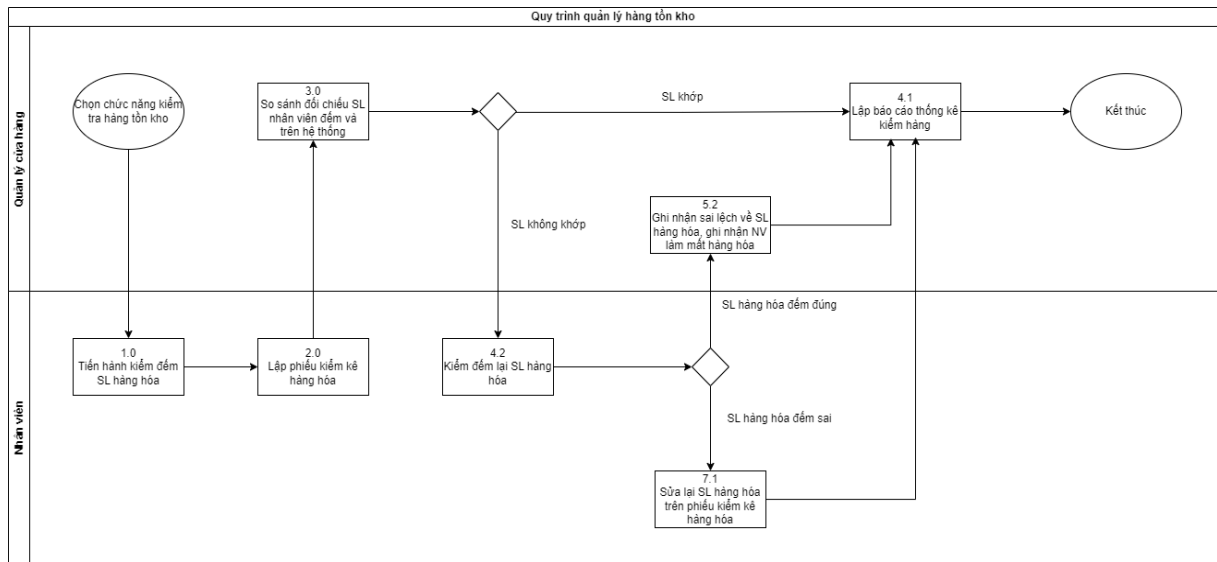 Quy trình quản lý hàng tồn kho
Quản lý cửa hàng
Chọn chức năng kiểm
tra hàng tồn kho
3.0
So sánh đối chiếu SL
nhân viên đếm và
trên hệ thống
SL khớp
4.1
Lập báo cáo thống kê
kiểm hàng
Kết thúc
SL không khớp
5.2
Ghi nhận sai lệch về SL
hàng hóa, ghi nhận NV
làm mất hàng hóa
SL hàng hóa đếm đúng
Nhân viên
1.0
Tiến hành kiểm đếm
SL hàng hóa
2.0
Lập phiếu kiểm kê
hàng hóa
4.2
Kiểm đếm lại SL hàng
hóa
SL hàng hóa đếm sai
7.1
Sửa lại SL hàng hóa
trên phiếu kiểm kê
hàng hóa